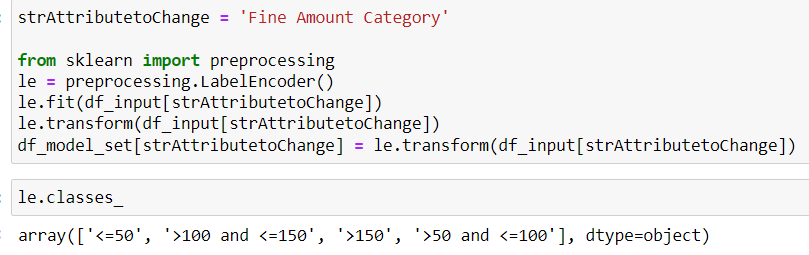 strAttributetoChange = 'Fine Amount Category'
from sklearn import preprocessing
le = preprocessing.LabelEncoder()
le.fit(df_input[strAttributetoChange])
le.transform(df_input[strAttributetoChange])
df_model_set[strAttributetoChange] = le.transform(df_input[strAttributetoChange])
le.classes_
array(['<=50', '>100 and <=150', '>150', '>50 and <=100'], dtype=object)